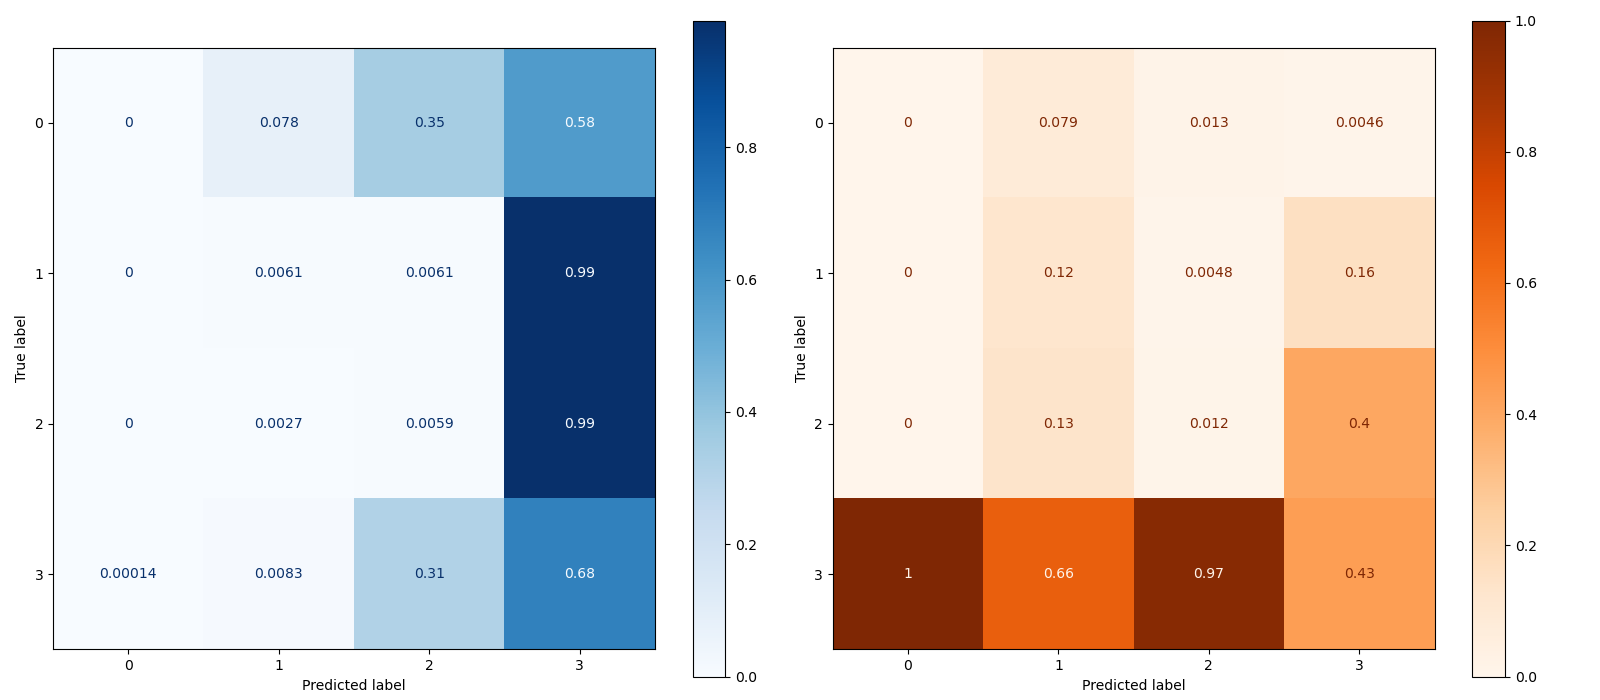 0 0 0.078 0.35 0.58
1 0 0.0061 0.0061 0.99
2 0 0.0027 0.0059 0.99
3 0.00014 0.0083 0.31 0.68
0 1 2 3
Predicted label
True label
0.8
0.6
0.4
0.2
0.0
0 0 0.079 0.013 0.0046
1 0 0.12 0.0048 0.16
2 0 0.13 0.012 0.4
3 1 0.66 0.97 0.43
0 1 2 3
Predicted label
True label
1.0
0.8
0.6
0.4
0.2
0.0